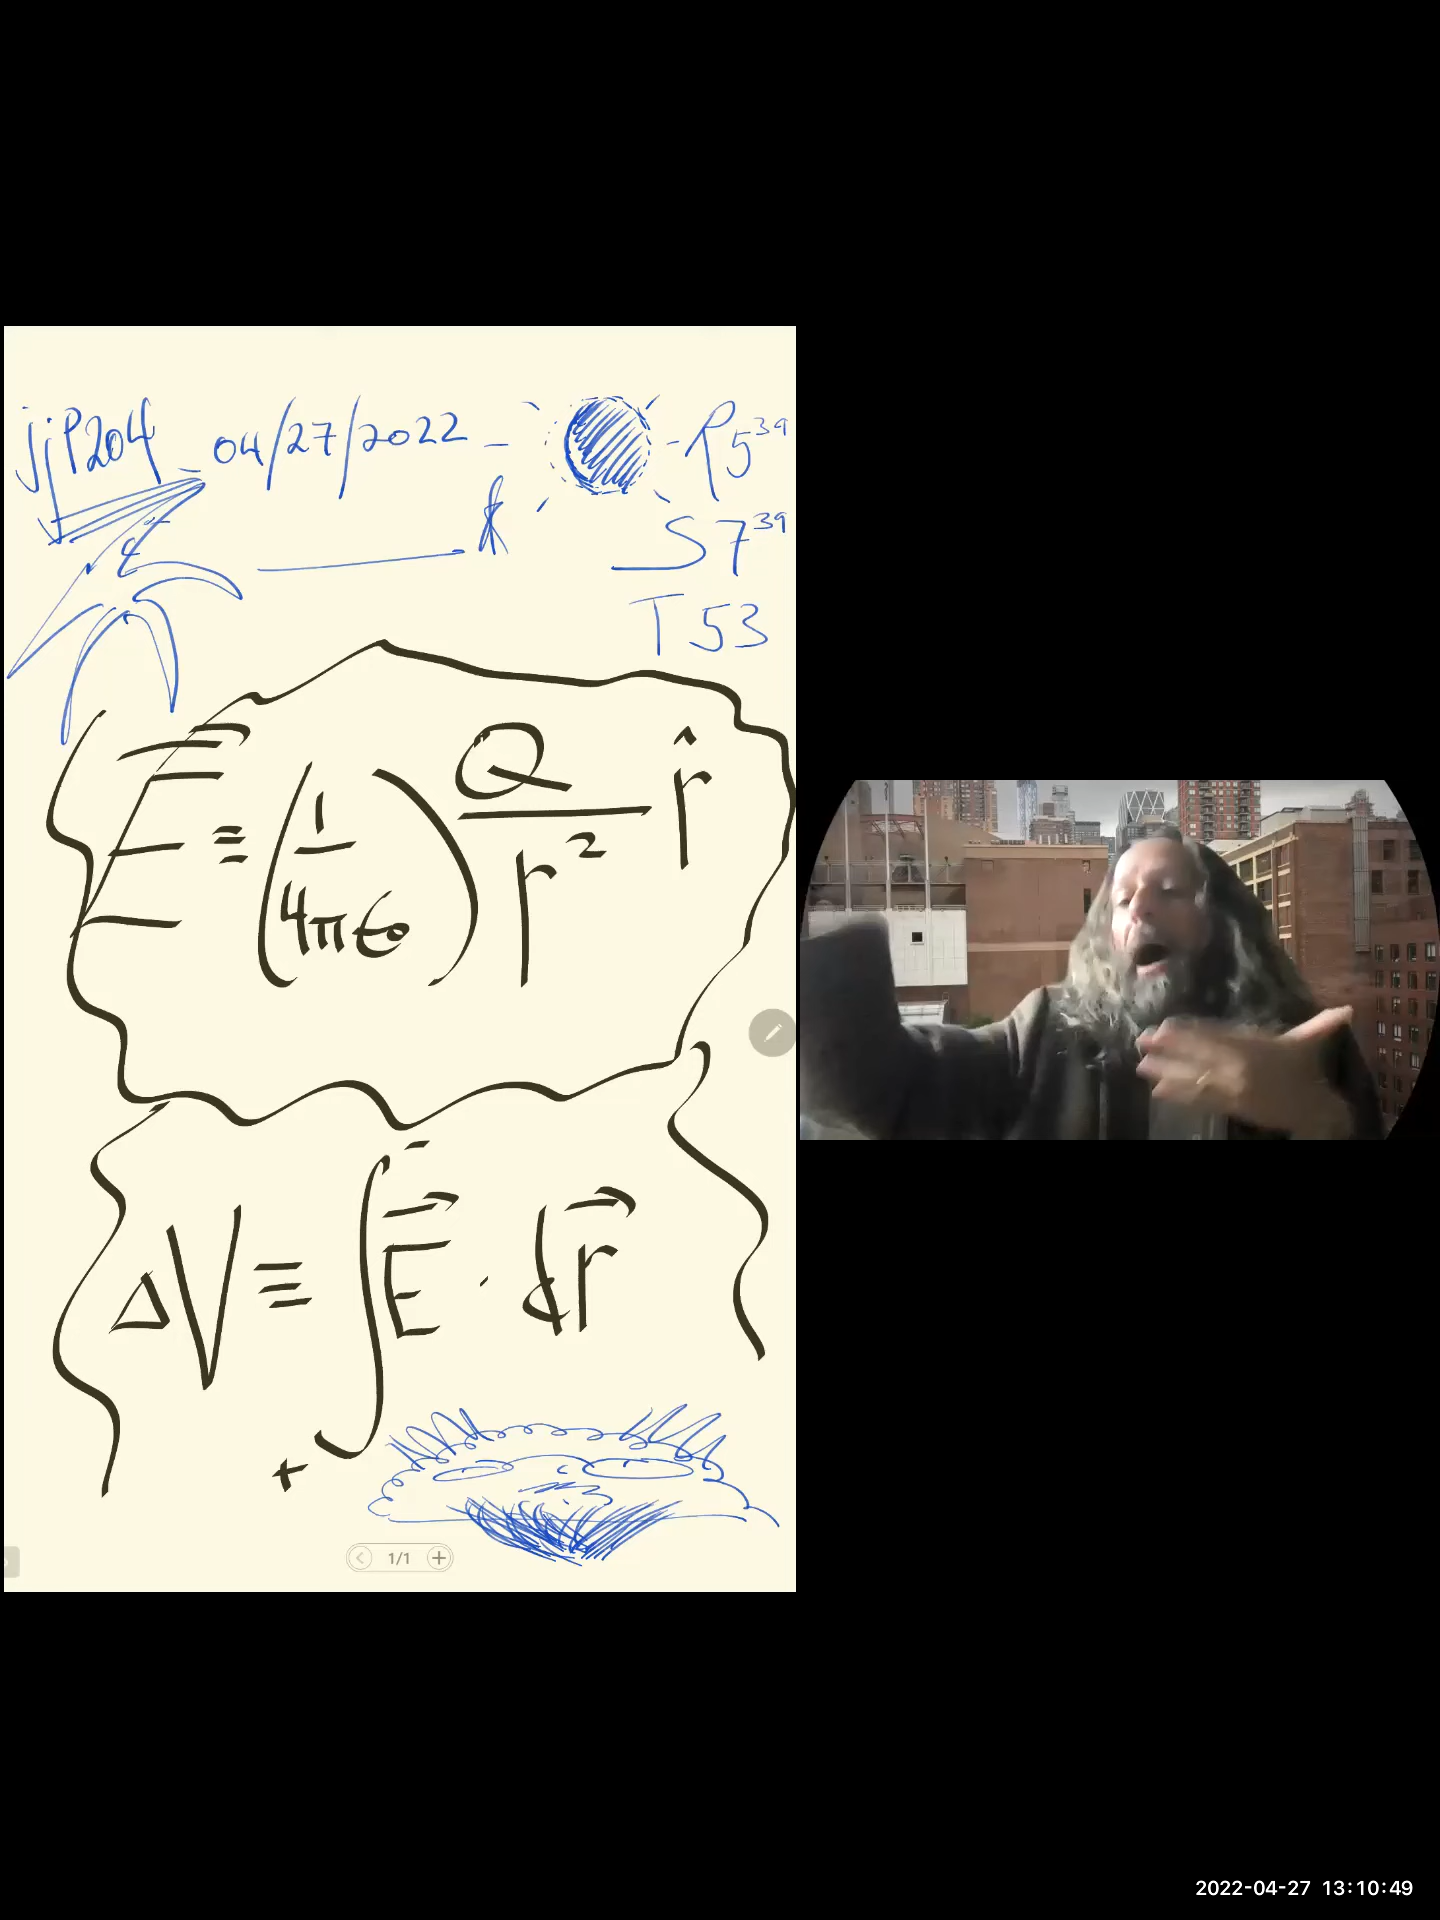 jjP204 04/27/2022 R5³⁹
S7³⁹
T 53
E⃗ = (1/4πε₀) Q/r² r̂
ΔV ≡ ∫₊⁻ E⃗ · dr⃗
1/1
2022-04-27 13:10:49